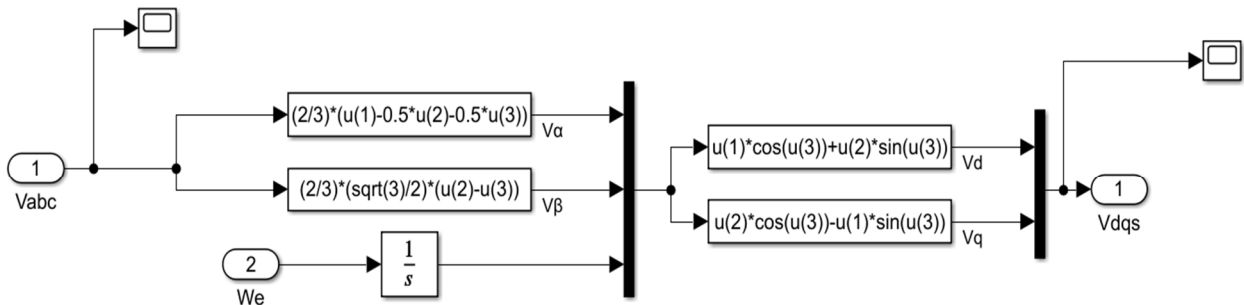 (2/3)*(u(1)-0.5*u(2)-0.5*u(3))
Vα
u(1)*cos(u(3))+u(2)*sin(u(3))
Vd
1
Vabc
(2/3)*(sqrt(3)/2)*(u(2)-u(3))
Vβ
u(2)*cos(u(3))-u(1)*sin(u(3))
Vq
1
Vdqs
2
We
1
s